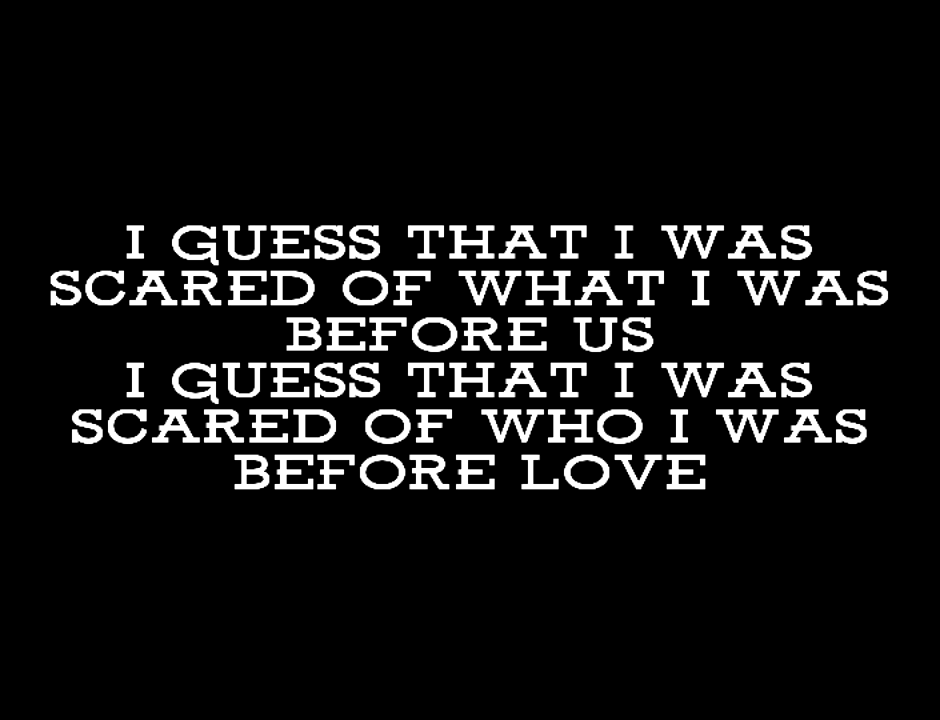 I GUESS THAT I WAS
SCARED OF WHAT I WAS
BEFORE US
I GUESS THAT I WAS
SCARED OF WHO I WAS
BEFORE LOVE